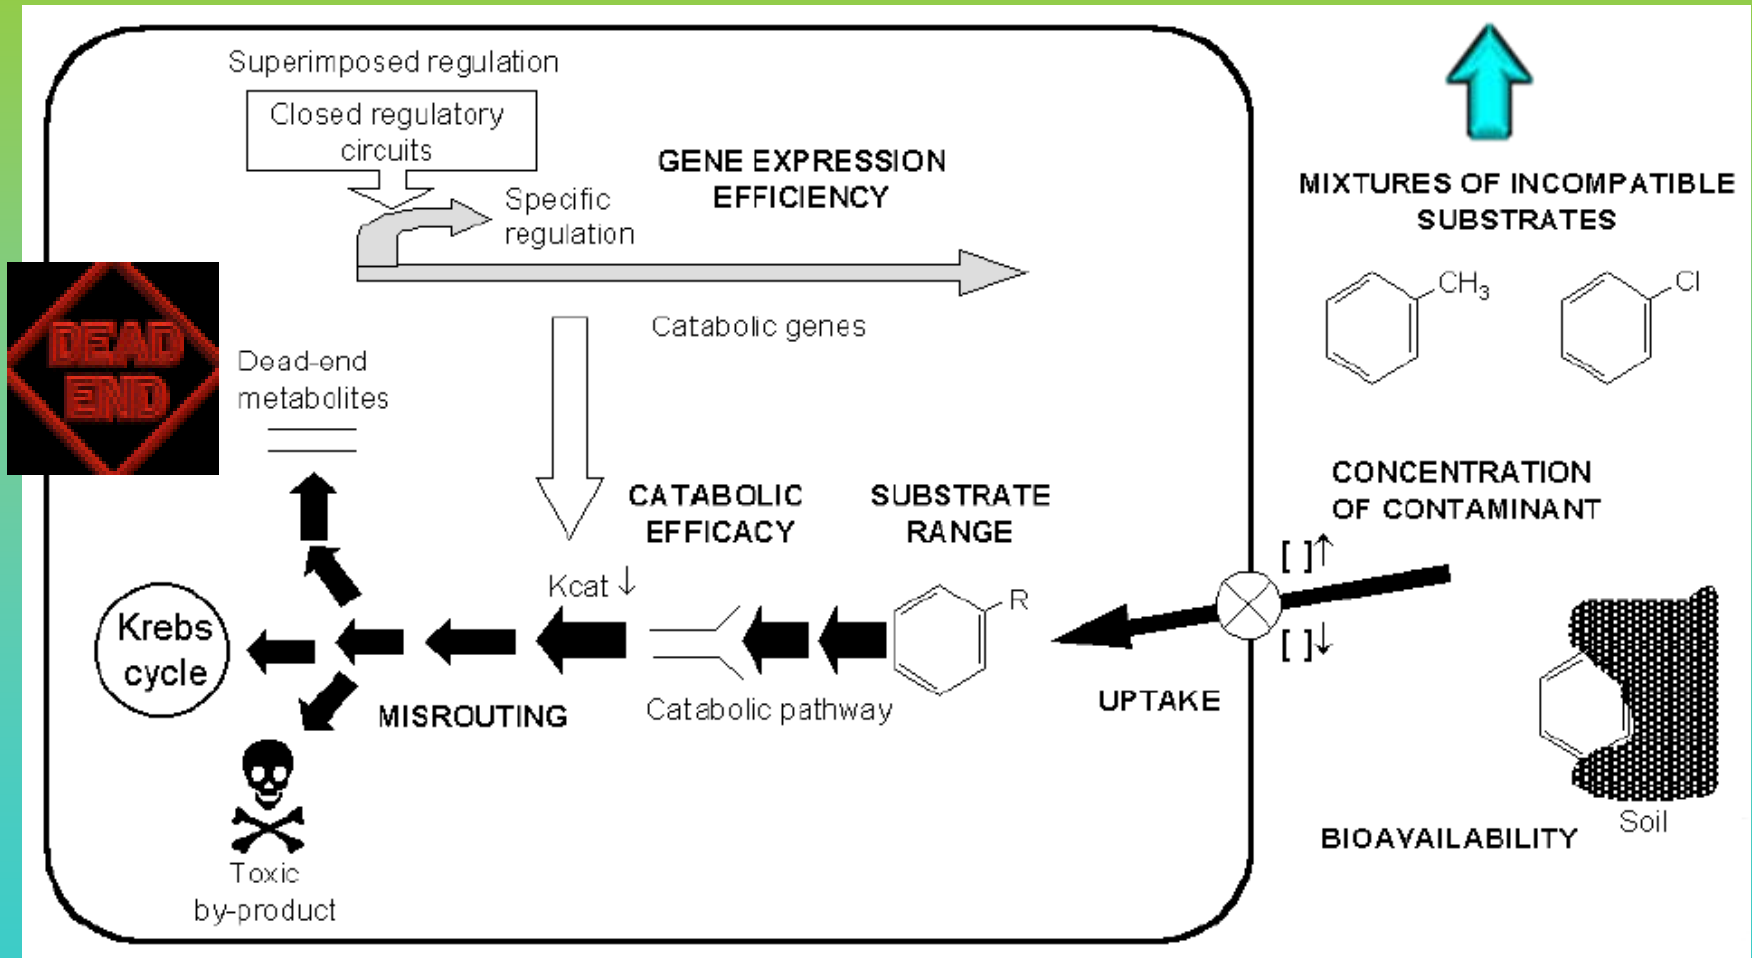 Superimposed regulation
Closed regulatory
circuits
GENE EXPRESSION
EFFICIENCY
Specific
regulation
Catabolic genes
MIXTURES OF INCOMPATIBLE
SUBSTRATES
CH₃
Cl
DEAD
END
Dead-end
metabolites
CATABOLIC
EFFICACY
SUBSTRATE
RANGE
CONCENTRATION
OF CONTAMINANT
[ ]↑
[ ]↓
Kcat ↓
R
Krebs
cycle
MISROUTING
Catabolic pathway
UPTAKE
Soil
BIOAVAILABILITY
Toxic
by-product